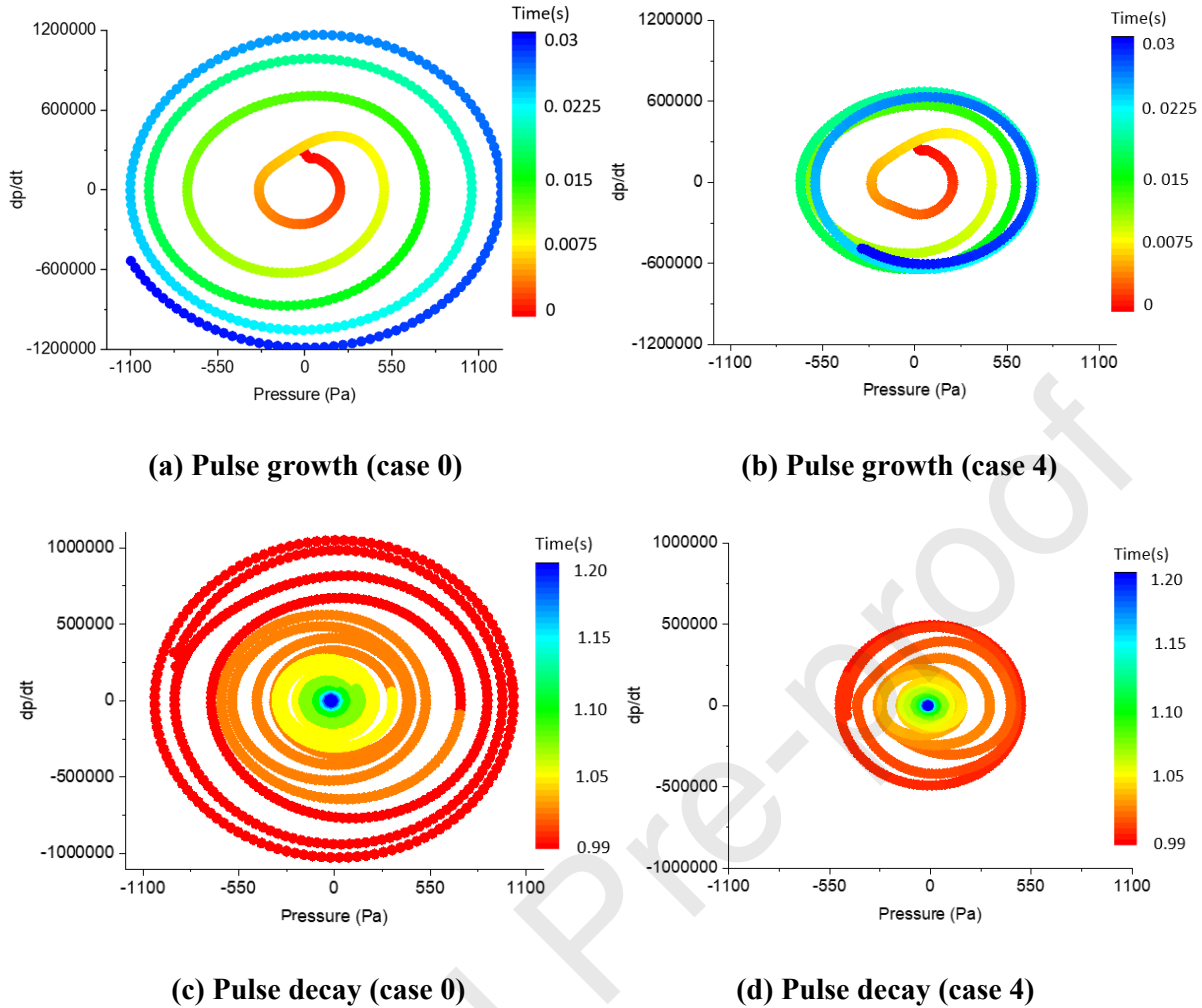 Time(s)
1200000
600000
0
-600000
-1200000
dp/dt
-1100 -550 0 550 1100
Pressure (Pa)
0.03
0.0225
0. 015
0.0075
0
(a) Pulse growth (case 0)
Time(s)
1200000
600000
0
-600000
-1200000
dp/dt
-1100 -550 0 550 1100
Pressure (Pa)
0.03
0. 0225
0. 015
0.0075
0
(b) Pulse growth (case 4)
Time(s)
1000000
500000
0
-500000
-1000000
dp/dt
-1100 -550 0 550 1100
Pressure (Pa)
1.20
1.15
1.10
1.05
0.99
(c) Pulse decay (case 0)
Time(s)
1000000
500000
0
-500000
-1000000
dp/dt
-1100 -550 0 550 1100
Pressure (Pa)
1.20
1.15
1.10
1.05
0.99
(d) Pulse decay (case 4)
Pre-proof